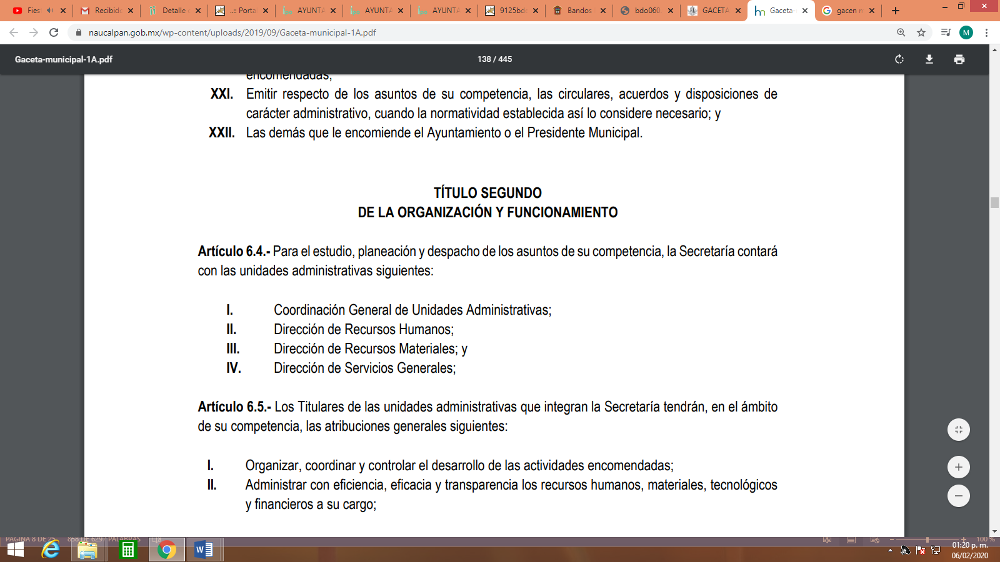 Fies
Recibido
Detalle
..:: Porta
AYUNTA
AYUNTA
AYUNTA
9125bd
Bandos
bdo060.
GACETA
Gaceta-
gacen m
naucalpan.gob.mx/wp-content/uploads/2019/09/Gaceta-municipal-1A.pdf
M
Gaceta-municipal-1A.pdf
138 / 445
encomendadas;
XXI. Emitir respecto de los asuntos de su competencia, las circulares, acuerdos y disposiciones de
carácter administrativo, cuando la normatividad establecida así lo considere necesario; y
XXII. Las demás que le encomiende el Ayuntamiento o el Presidente Municipal.
TÍTULO SEGUNDO
DE LA ORGANIZACIÓN Y FUNCIONAMIENTO
Artículo 6.4.- Para el estudio, planeación y despacho de los asuntos de su competencia, la Secretaría contará
con las unidades administrativas siguientes:
I. Coordinación General de Unidades Administrativas;
II. Dirección de Recursos Humanos;
III. Dirección de Recursos Materiales; y
IV. Dirección de Servicios Generales;
Artículo 6.5.- Los Titulares de las unidades administrativas que integran la Secretaría tendrán, en el ámbito
de su competencia, las atribuciones generales siguientes:
I. Organizar, coordinar y controlar el desarrollo de las actividades encomendadas;
II. Administrar con eficiencia, eficacia y transparencia los recursos humanos, materiales, tecnológicos
y financieros a su cargo;
PÁGINA 8 DE 25 858 DE 629 PALABRAS
100 %
01:20 p. m.
06/02/2020